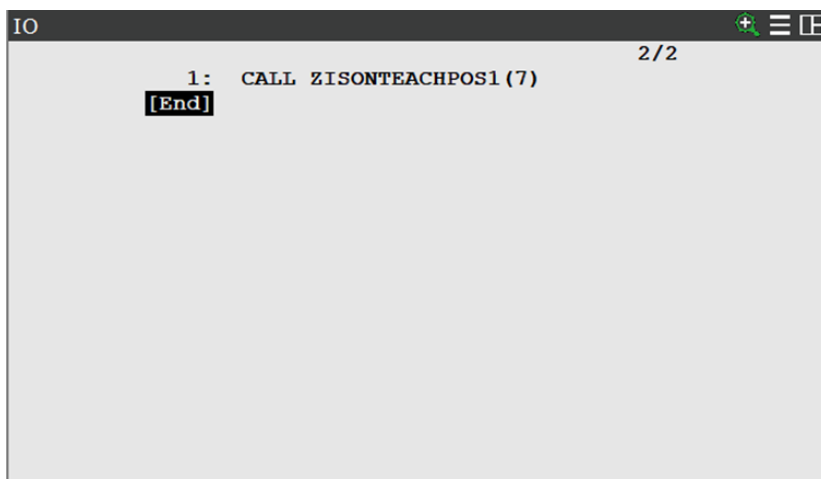 IO
2/2
1: CALL ZISONTEACHPOS1(7)
[End]